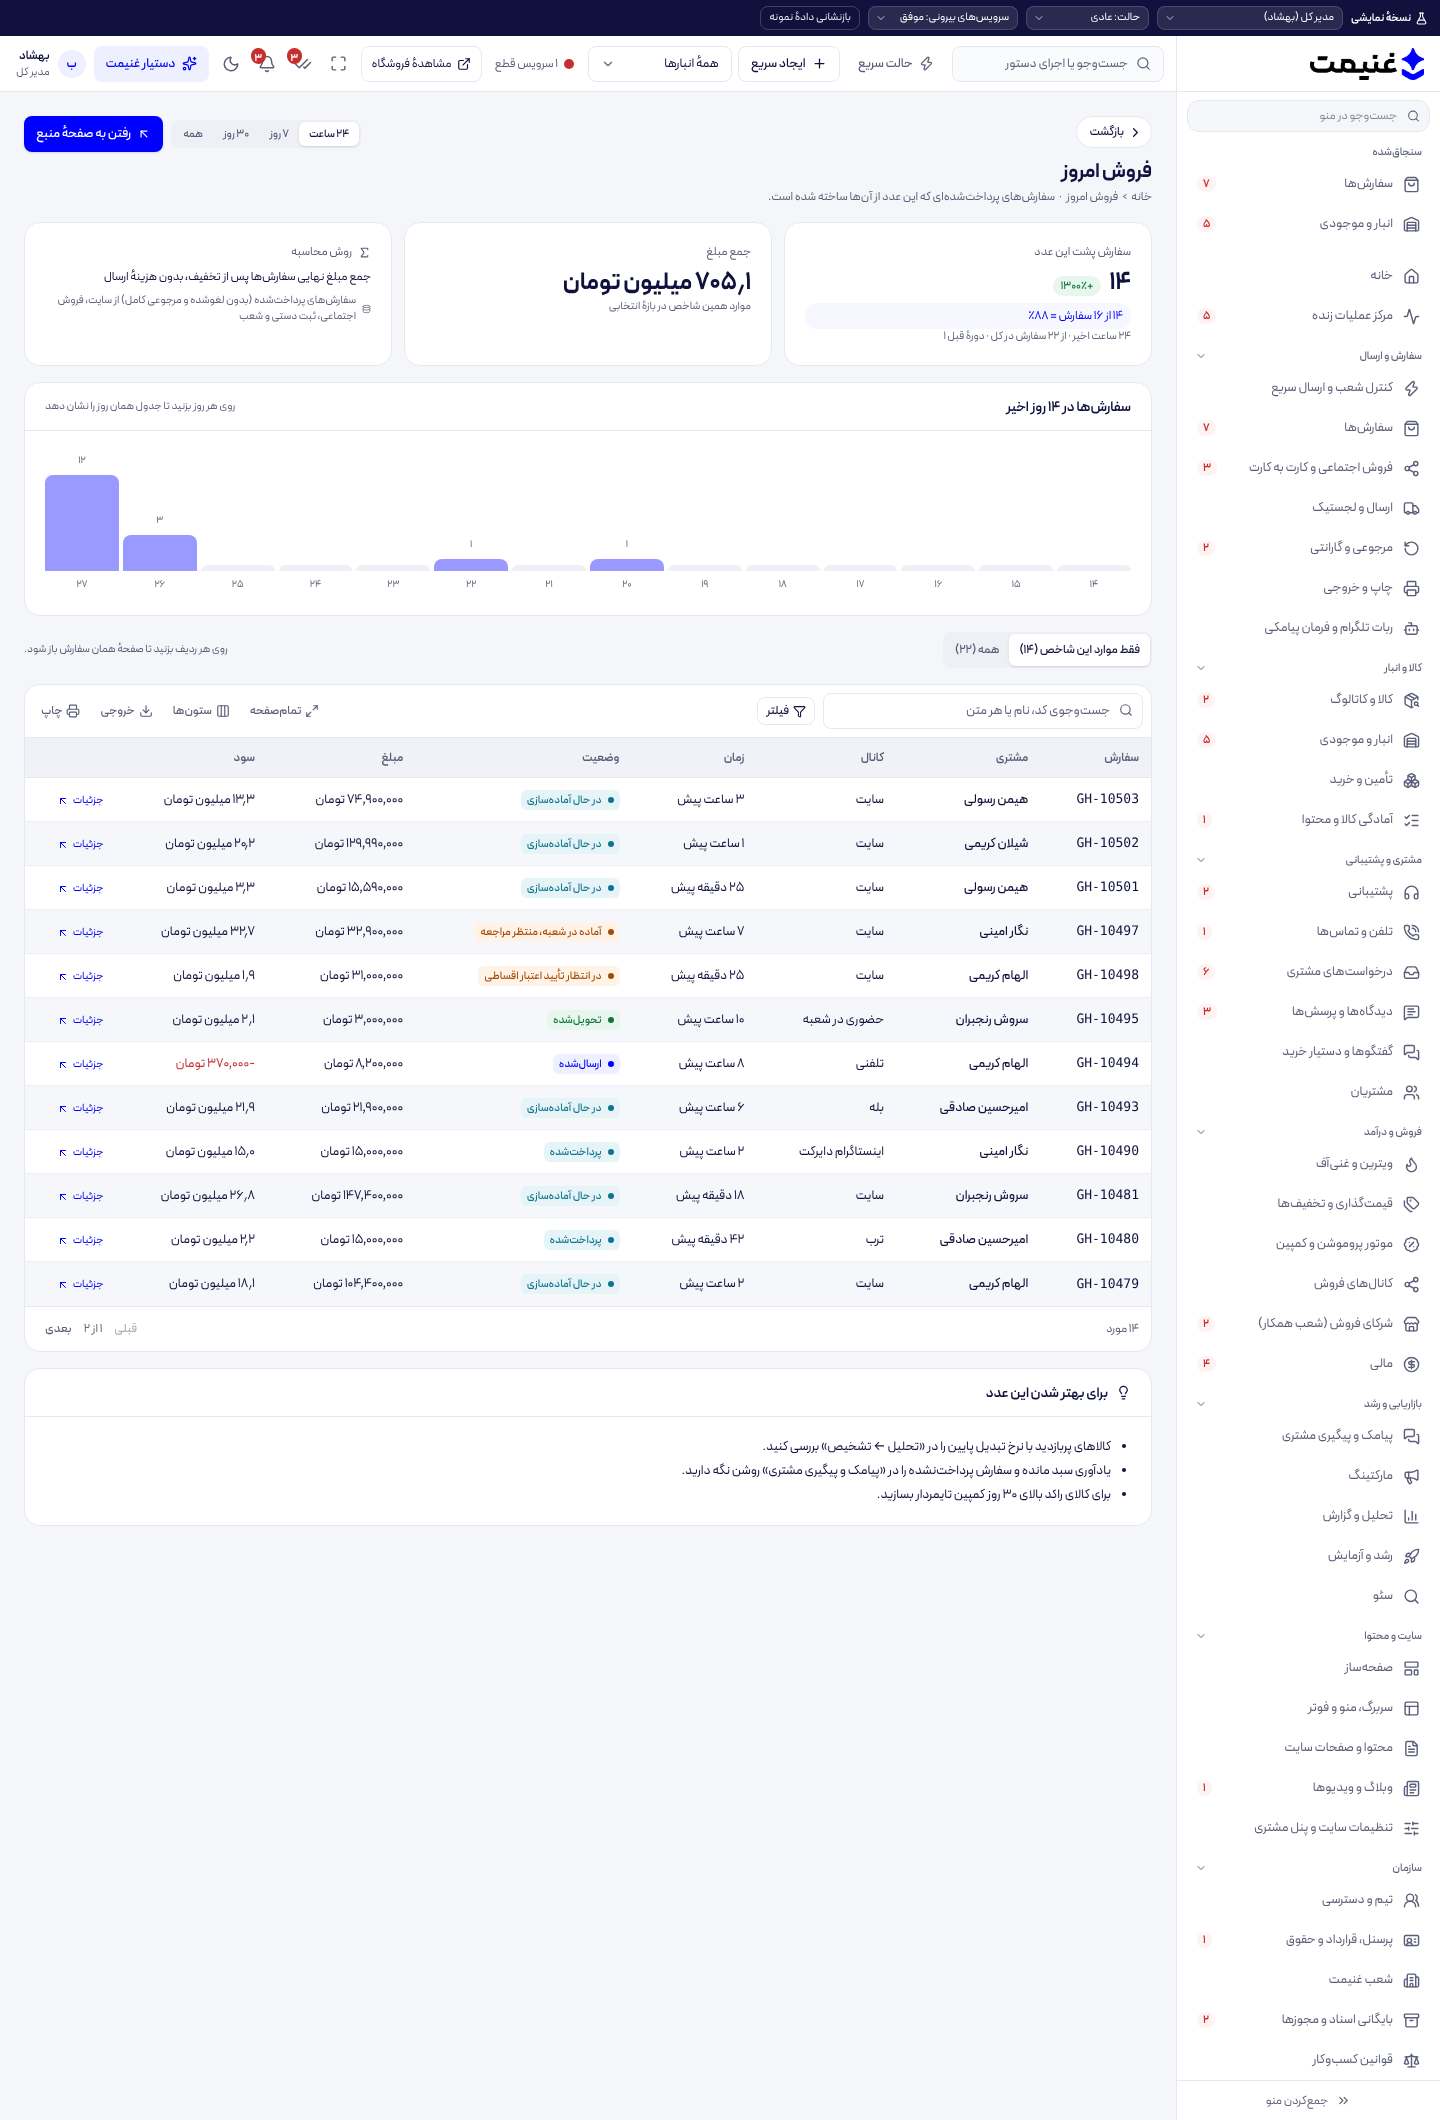 نسخهٔ نمایشی
مدیر کل (بهشاد)
حالت: عادی
سرویس‌های بیرونی: موفق
بازنشانی دادهٔ نمونه
غنیمت
جست‌وجو یا اجرای دستور
حالت سریع
ایجاد سریع
همهٔ انبارها
۱ سرویس قطع
مشاهدهٔ فروشگاه
۳
۳
دستیار غنیمت
ب
بهشاد
مدیر کل
جست‌وجو در منو
سنجاق‌شده
سفارش‌ها ۷
انبار و موجودی ۵
خانه
مرکز عملیات زنده ۵
سفارش و ارسال
کنترل شعب و ارسال سریع
سفارش‌ها ۷
فروش اجتماعی و کارت به کارت ۳
ارسال و لجستیک
مرجوعی و گارانتی ۲
چاپ و خروجی
ربات تلگرام و فرمان پیامکی
کالا و انبار
کالا و کاتالوگ ۲
انبار و موجودی ۵
تأمین و خرید
آمادگی کالا و محتوا ۱
مشتری و پشتیبانی
پشتیبانی ۲
تلفن و تماس‌ها ۱
درخواست‌های مشتری ۶
دیدگاه‌ها و پرسش‌ها ۳
گفتگوها و دستیار خرید
مشتریان
فروش و درآمد
ویترین و غنی‌آف
قیمت‌گذاری و تخفیف‌ها
موتور پروموشن و کمپین
کانال‌های فروش
شرکای فروش (شعب همکار) ۲
مالی ۴
بازاریابی و رشد
پیامک و پیگیری مشتری
مارکتینگ
تحلیل و گزارش
رشد و آزمایش
سئو
سایت و محتوا
صفحه‌ساز
سربرگ، منو و فوتر
محتوا و صفحات سایت
وبلاگ و ویدیوها ۱
تنظیمات سایت و پنل مشتری
سازمان
تیم و دسترسی
پرسنل، قرارداد و حقوق ۱
شعب غنیمت
بایگانی اسناد و مجوزها ۲
قوانین کسب‌وکار
جمع‌کردن منو
بازگشت
فروش امروز
خانه › فروش امروز · سفارش‌های پرداخت‌شده‌ای که این عدد از آن‌ها ساخته شده است.
۲۴ ساعت ۷ روز ۳۰ روز همه
رفتن به صفحهٔ منبع
سفارش پشت این عدد
۱۴ +۱۳۰۰٪
۱۴ از ۱۶ سفارش = ۸۸٪
۲۴ ساعت اخیر · از ۲۲ سفارش در کل · دورهٔ قبل ۱
جمع مبلغ
۷۰۵٫۱ میلیون تومان
موارد همین شاخص در بازهٔ انتخابی
روش محاسبه
جمع مبلغ نهایی سفارش‌ها پس از تخفیف، بدون هزینهٔ ارسال
سفارش‌های پرداخت‌شده (بدون لغوشده و مرجوعی کامل) از سایت، فروش
اجتماعی، ثبت دستی و شعب
سفارش‌ها در ۱۴ روز اخیر
روی هر روز بزنید تا جدول همان روز را نشان دهد
۱ ۱ ۳ ۱۲
۱۴ ۱۵ ۱۶ ۱۷ ۱۸ ۱۹ ۲۰ ۲۱ ۲۲ ۲۳ ۲۴ ۲۵ ۲۶ ۲۷
فقط موارد این شاخص (۱۴) همه (۲۲)
روی هر ردیف بزنید تا صفحهٔ همان سفارش باز شود.
جست‌وجوی کد، نام یا هر متن
فیلتر
تمام‌صفحه ستون‌ها خروجی چاپ
سفارش مشتری کانال زمان وضعیت مبلغ سود
GH-10503 هیمن رسولی سایت ۳ ساعت پیش در حال آماده‌سازی ۷۴,۹۰۰,۰۰۰ تومان ۱۳٫۳ میلیون تومان جزئیات
GH-10502 شیلان کریمی سایت ۱ ساعت پیش در حال آماده‌سازی ۱۲۹,۹۹۰,۰۰۰ تومان ۲۰٫۲ میلیون تومان جزئیات
GH-10501 هیمن رسولی سایت ۲۵ دقیقه پیش در حال آماده‌سازی ۱۵,۵۹۰,۰۰۰ تومان ۳٫۳ میلیون تومان جزئیات
GH-10497 نگار امینی سایت ۷ ساعت پیش آماده در شعبه، منتظر مراجعه ۳۲,۹۰۰,۰۰۰ تومان ۳۲٫۷ میلیون تومان جزئیات
GH-10498 الهام کریمی سایت ۲۵ دقیقه پیش در انتظار تأیید اعتبار اقساطی ۳۱,۰۰۰,۰۰۰ تومان ۱٫۹ میلیون تومان جزئیات
GH-10495 سروش رنجبران حضوری در شعبه ۱۰ ساعت پیش تحویل‌شده ۳,۰۰۰,۰۰۰ تومان ۲٫۱ میلیون تومان جزئیات
GH-10494 الهام کریمی تلفنی ۸ ساعت پیش ارسال‌شده ۸,۲۰۰,۰۰۰ تومان -۳۷۰,۰۰۰ تومان جزئیات
GH-10493 امیرحسین صادقی بله ۶ ساعت پیش در حال آماده‌سازی ۲۱,۹۰۰,۰۰۰ تومان ۲۱٫۹ میلیون تومان جزئیات
GH-10490 نگار امینی اینستاگرام دایرکت ۲ ساعت پیش پرداخت‌شده ۱۵,۰۰۰,۰۰۰ تومان ۱۵٫۰ میلیون تومان جزئیات
GH-10481 سروش رنجبران سایت ۱۸ دقیقه پیش در حال آماده‌سازی ۱۴۷,۴۰۰,۰۰۰ تومان ۲۶٫۸ میلیون تومان جزئیات
GH-10480 امیرحسین صادقی ترب ۴۲ دقیقه پیش پرداخت‌شده ۱۵,۰۰۰,۰۰۰ تومان ۲٫۲ میلیون تومان جزئیات
GH-10479 الهام کریمی سایت ۲ ساعت پیش در حال آماده‌سازی ۱۰۴,۴۰۰,۰۰۰ تومان ۱۸٫۱ میلیون تومان جزئیات
۱۴ مورد
قبلی ۱ از ۲ بعدی
برای بهتر شدن این عدد
• کالاهای پربازدید با نرخ تبدیل پایین را در «تحلیل ← تشخیص» بررسی کنید.
• یادآوری سبد مانده و سفارش پرداخت‌نشده را در «پیامک و پیگیری مشتری» روشن نگه دارید.
• برای کالای راکد بالای ۳۰ روز کمپین تایمردار بسازید.